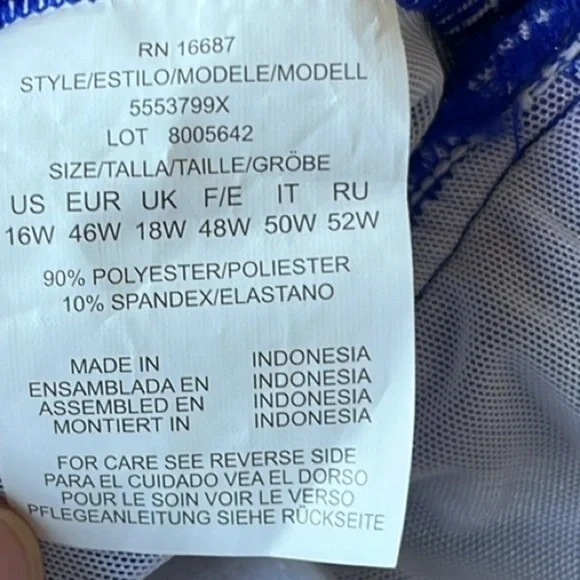 RN 16687
STYLE/ESTILO/MODELE/MODELL
5553799X
LOT 8005642
SIZE/TALLA/TAILLE/GRÖBE
US EUR UK F/E IT RU
16W 46W 18W 48W 50W 52W
90% POLYESTER/POLIESTER
10% SPANDEX/ELASTANO
MADE IN INDONESIA
ENSAMBLADA EN INDONESIA
ASSEMBLED EN INDONESIA
MONTIERT IN INDONESIA
FOR CARE SEE REVERSE SIDE
PARA EL CUIDADO VEA EL DORSO
POUR LE SOIN VOIR LE VERSO
PFLEGEANLEITUNG SIEHE RÜCKSEITE